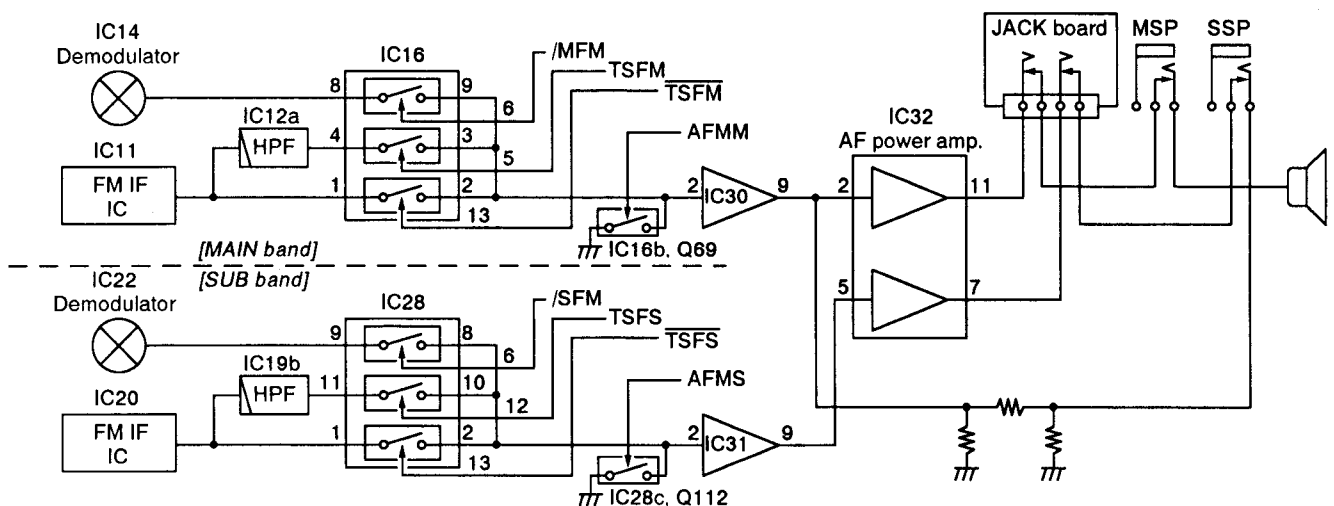 IC14
Demodulator
IC16
/MFM
TSFM
TSFM
8
9
6
IC12a
HPF
4
3
5
IC11
FM IF
IC
1
2
13
AFMM
2
IC30
9
IC16b, Q69
JACK board
MSP
SSP
IC32
AF power amp.
2
11
5
7
[MAIN band]
[SUB band]
IC22
Demodulator
IC28
/SFM
TSFS
TSFS
9
8
6
IC19b
HPF
11
10
12
IC20
FM IF
IC
1
2
13
AFMS
2
IC31
9
IC28c, Q112